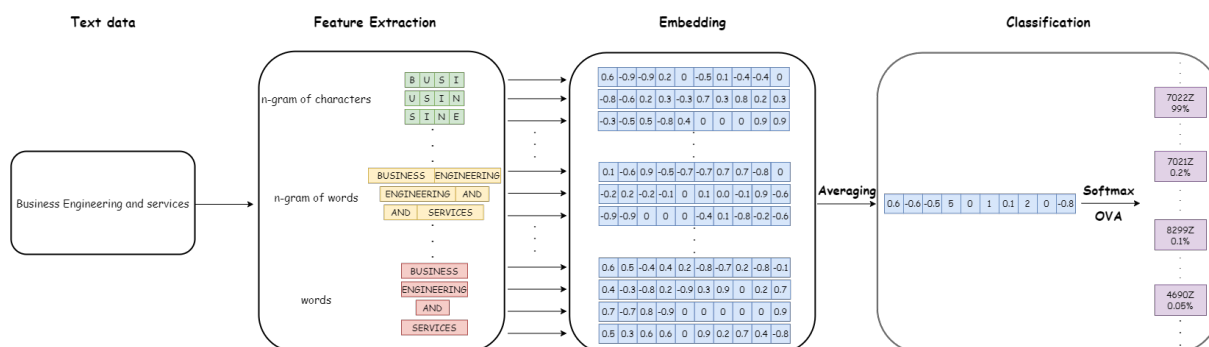 Text data
Feature Extraction
Embedding
Classification
Business Engineering and services
n-gram of characters
B U S I
U S I N
S I N E
n-gram of words
BUSINESS ENGINEERING
ENGINEERING AND
AND SERVICES
words
BUSINESS
ENGINEERING
AND
SERVICES
0.6 -0.9 -0.9 0.2 0 -0.5 0.1 -0.4 -0.4 0
-0.8 -0.6 0.2 0.3 -0.3 0.7 0.3 0.8 0.2 0.3
-0.3 -0.5 0.5 -0.8 0.4 0 0 0 0.9 0.9
0.1 -0.6 0.9 -0.5 -0.7 -0.7 0.7 0.7 -0.8 0
-0.2 0.2 -0.2 -0.1 0 0.1 0.0 -0.1 0.9 -0.6
-0.9 -0.9 0 0 0 -0.4 0.1 -0.8 -0.2 -0.6
0.6 0.5 -0.4 0.4 0.2 -0.8 -0.7 0.2 -0.8 -0.1
0.4 -0.3 -0.8 0.2 -0.9 0.3 0.9 0 0.2 0.7
0.7 -0.7 0.8 -0.9 0 0 0 0 0 0.9
0.5 0.3 0.6 0.6 0 0.9 0.2 0.7 0.4 -0.8
Averaging
0.6 -0.6 -0.5 5 0 1 0.1 2 0 -0.8
Softmax
OVA
7022Z
99%
7021Z
0.2%
8299Z
0.1%
4690Z
0.05%